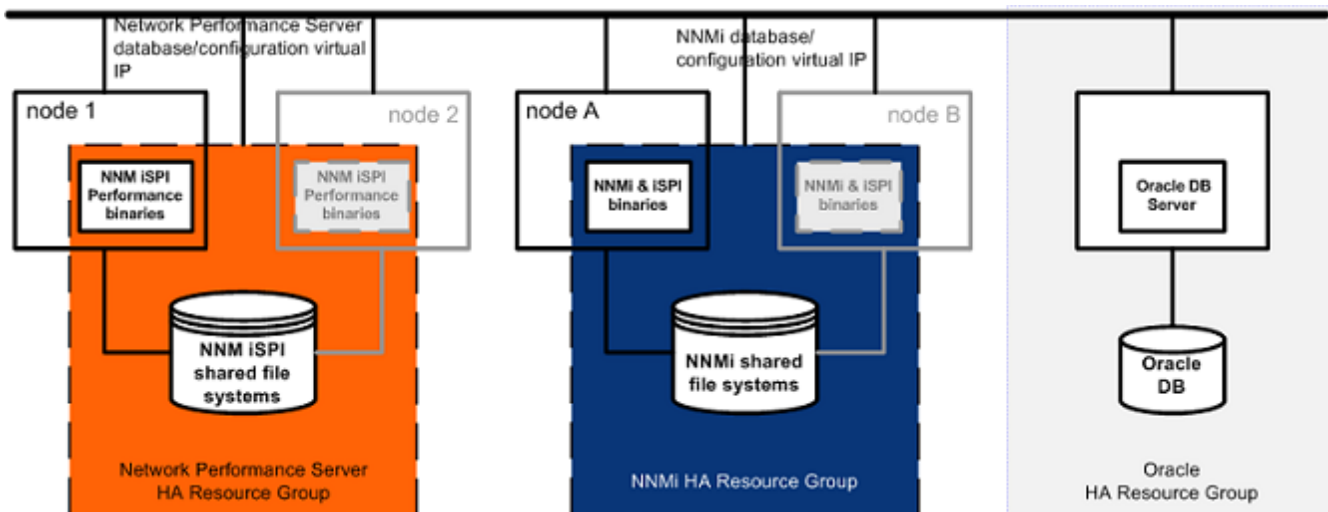 Network Performance Server
database/configuration virtual
IP
NNMi database/
configuration virtual IP
node 1
node 2
node A
node B
NNM iSPI
Performance
binaries
NNM iSPI
Performance
binaries
NNMi & iSPI
binaries
NNMi & iSPI
binaries
Oracle DB
Server
NNM iSPI
shared file
systems
NNMi shared
file systems
Oracle
DB
Network Performance Server
HA Resource Group
NNMi HA Resource Group
Oracle
HA Resource Group